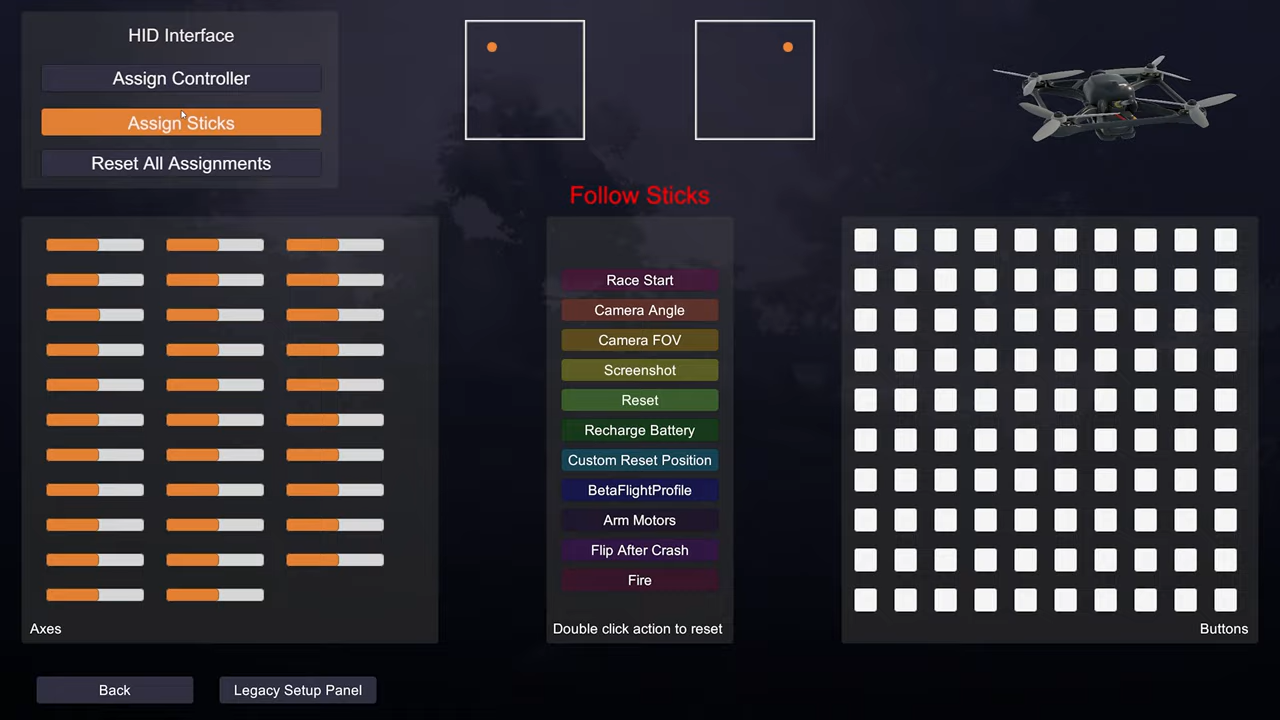 HID Interface
Assign Controller
Assign Sticks
Reset All Assignments
Follow Sticks
Race Start
Camera Angle
Camera FOV
Screenshot
Reset
Recharge Battery
Custom Reset Position
BetaFlightProfile
Arm Motors
Flip After Crash
Fire
Axes
Double click action to reset
Buttons
Back
Legacy Setup Panel